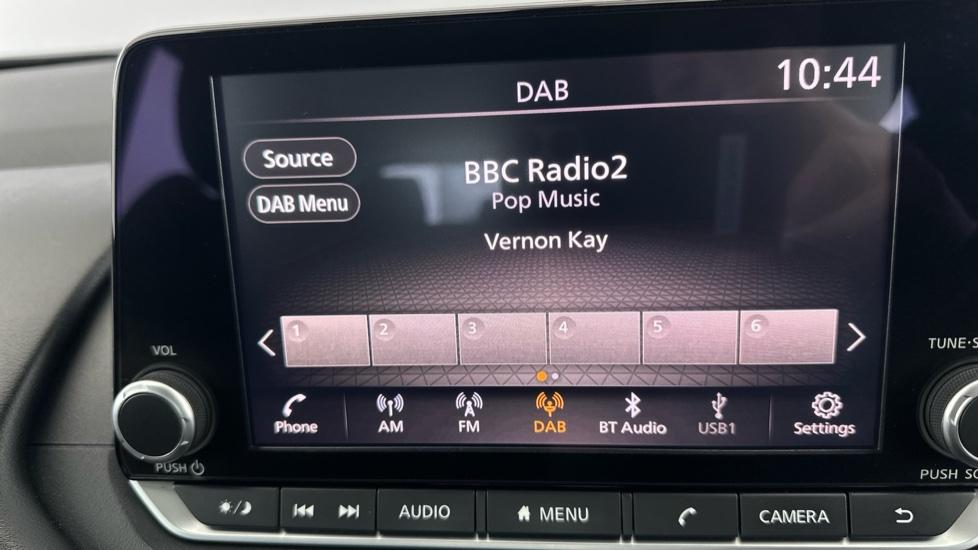 DAB
10:44
Source
DAB Menu
BBC Radio2
Pop Music
Vernon Kay
1 2 3 4 5 6
VOL
TUNE·S
Phone AM FM DAB BT Audio USB1 Settings
PUSH
PUSH SO
AUDIO MENU CAMERA